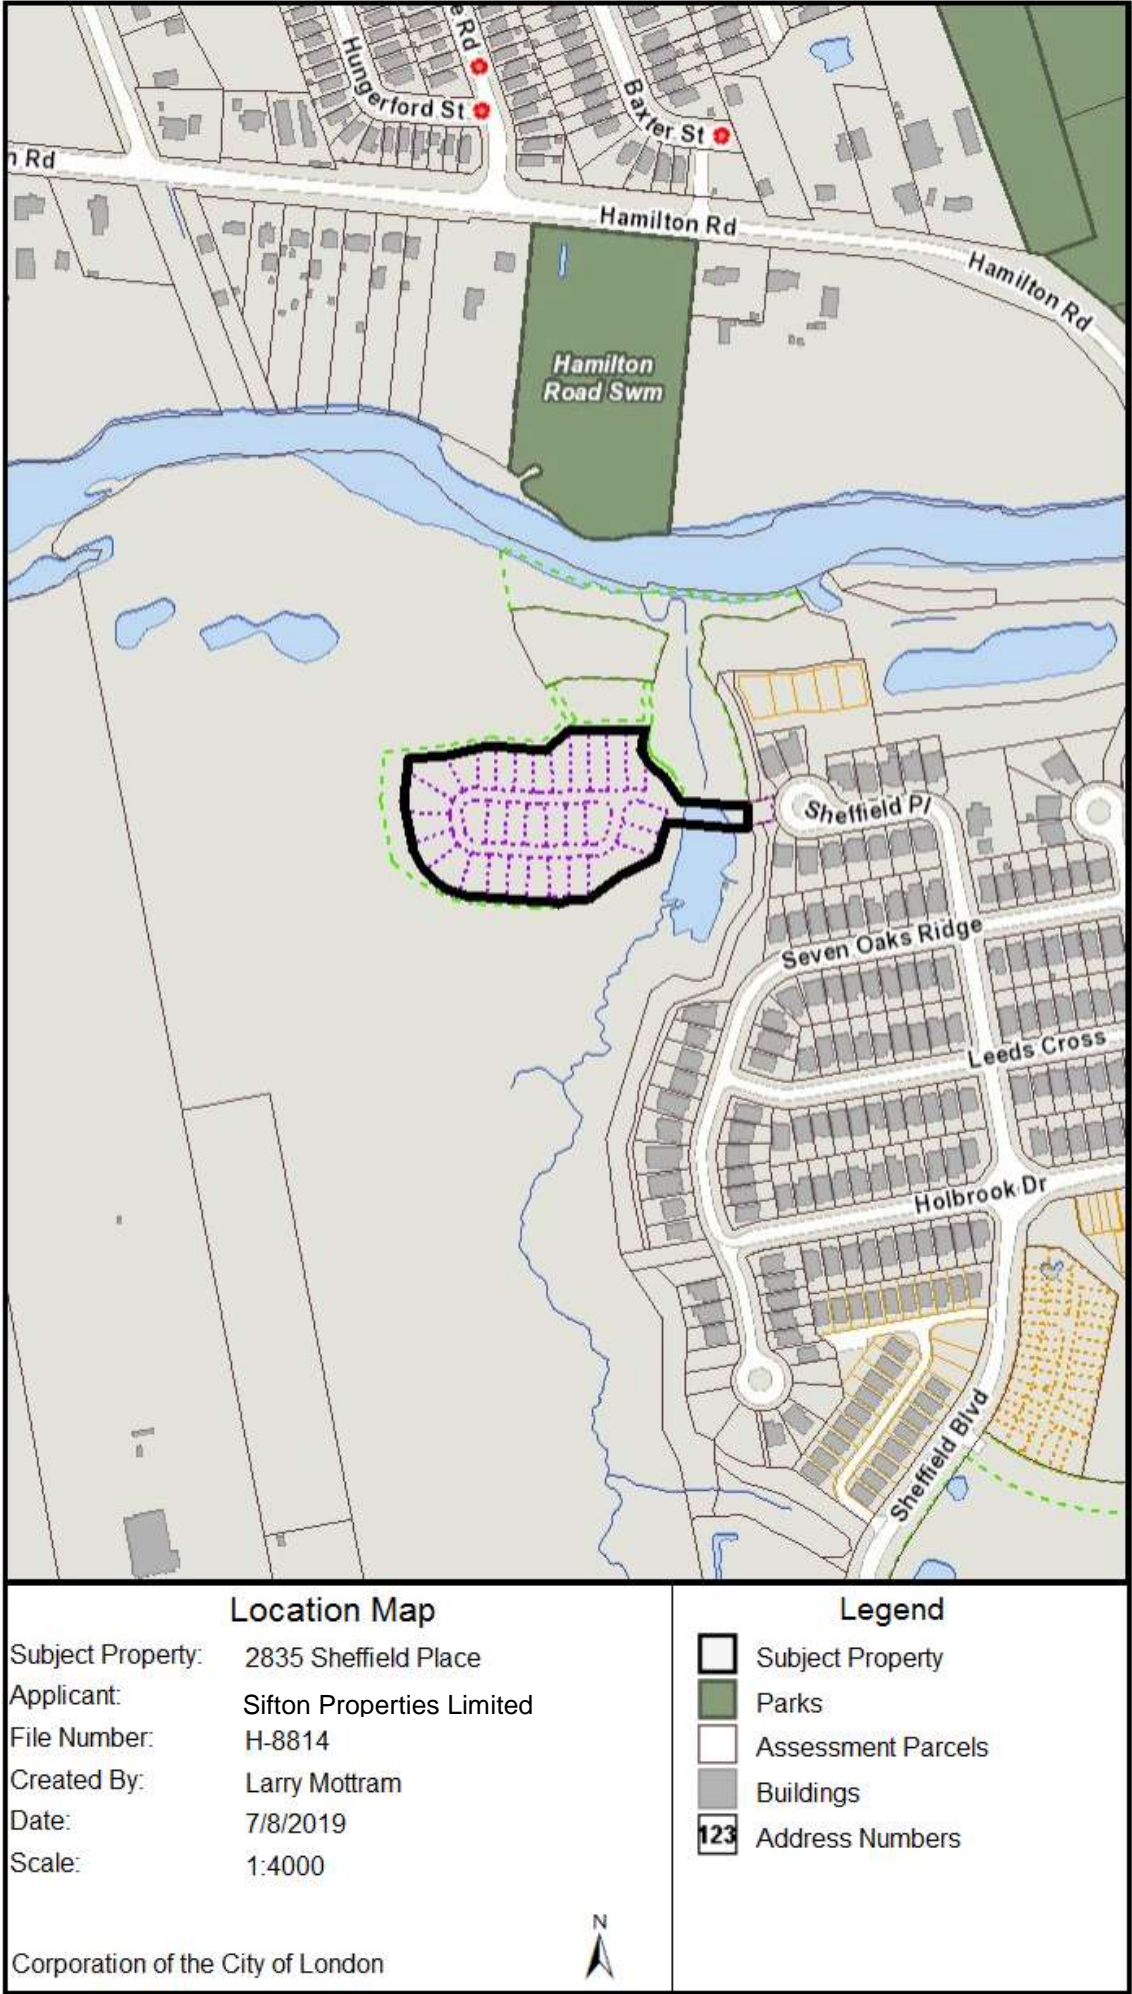 e Rd
Hungerford St
Baxter St
n Rd
Hamilton Rd
Hamilton Rd
Hamilton
Road Swm
Sheffield Pl
Seven Oaks Ridge
Leeds Cross
Holbrook Dr
Sheffield Blvd
Location Map
Subject Property: 2835 Sheffield Place
Applicant: Sifton Properties Limited
File Number: H-8814
Created By: Larry Mottram
Date: 7/8/2019
Scale: 1:4000
N
Corporation of the City of London
Legend
Subject Property
Parks
Assessment Parcels
Buildings
123 Address Numbers